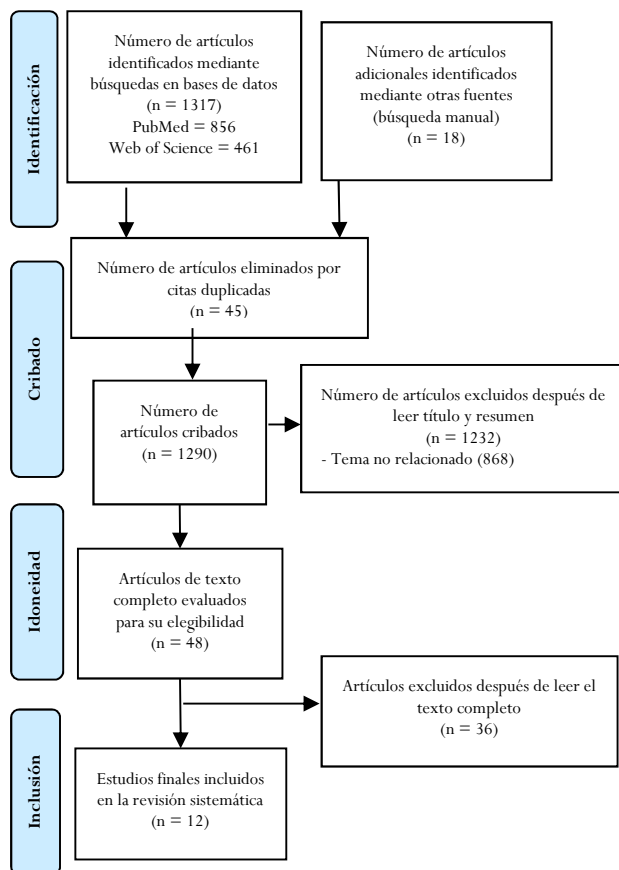 Identificación
Número de artículos
identificados mediante
búsquedas en bases de datos
(n = 1317)
PubMed = 856
Web of Science = 461
Número de artículos
adicionales identificados
mediante otras fuentes
(búsqueda manual)
(n = 18)
Cribado
Número de artículos eliminados por
citas duplicadas
(n = 45)
Número de
artículos cribados
(n = 1290)
Número de artículos excluidos después de
leer título y resumen
(n = 1232)
- Tema no relacionado (868)
Idoneidad
Artículos de texto
completo evaluados
para su elegibilidad
(n = 48)
Artículos excluidos después de leer el
texto completo
(n = 36)
Inclusión
Estudios finales incluidos
en la revisión sistemática
(n = 12)